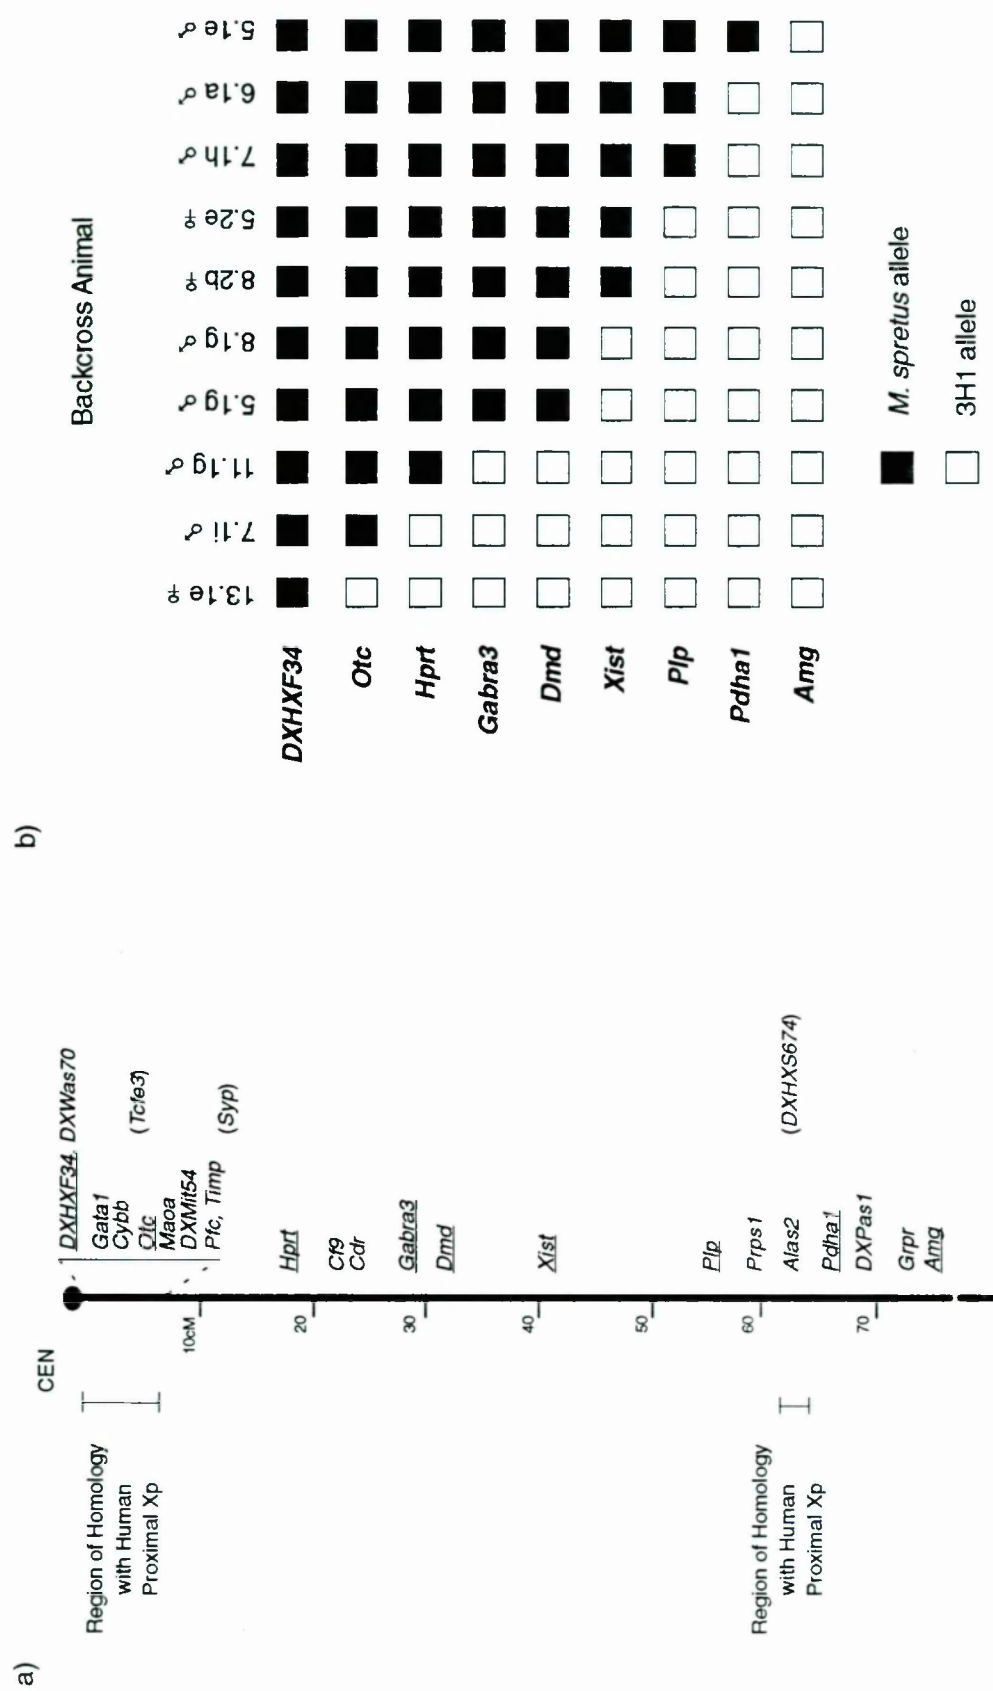 a)
CEN
Region of Homology
with Human
Proximal Xp
10cM
20
30
40
50
60
70
Region of Homology
with Human
Proximal Xp
DXHXF34, DXWas70
Gata1
Cybb
Otc
(Tcfe3)
Maoa
DXMit54
Pfc, Timp
(Syp)
Hprt
Cf9
Cdr
Gabra3
Dmd
Xist
Plp
Prps1
Alas2
(DXHXS674)
Pdha1
DXPas1
Grpr
Amg
b)
Backcross Animal
13.1e ♀
7.1i ♂
11.1g ♂
5.1g ♂
8.1g ♂
8.2b ♀
5.2e ♀
7.1h ♂
6.1a ♂
5.1e ♂
DXHXF34
Otc
Hprt
Gabra3
Dmd
Xist
Plp
Pdha1
Amg
M. spretus allele
3H1 allele